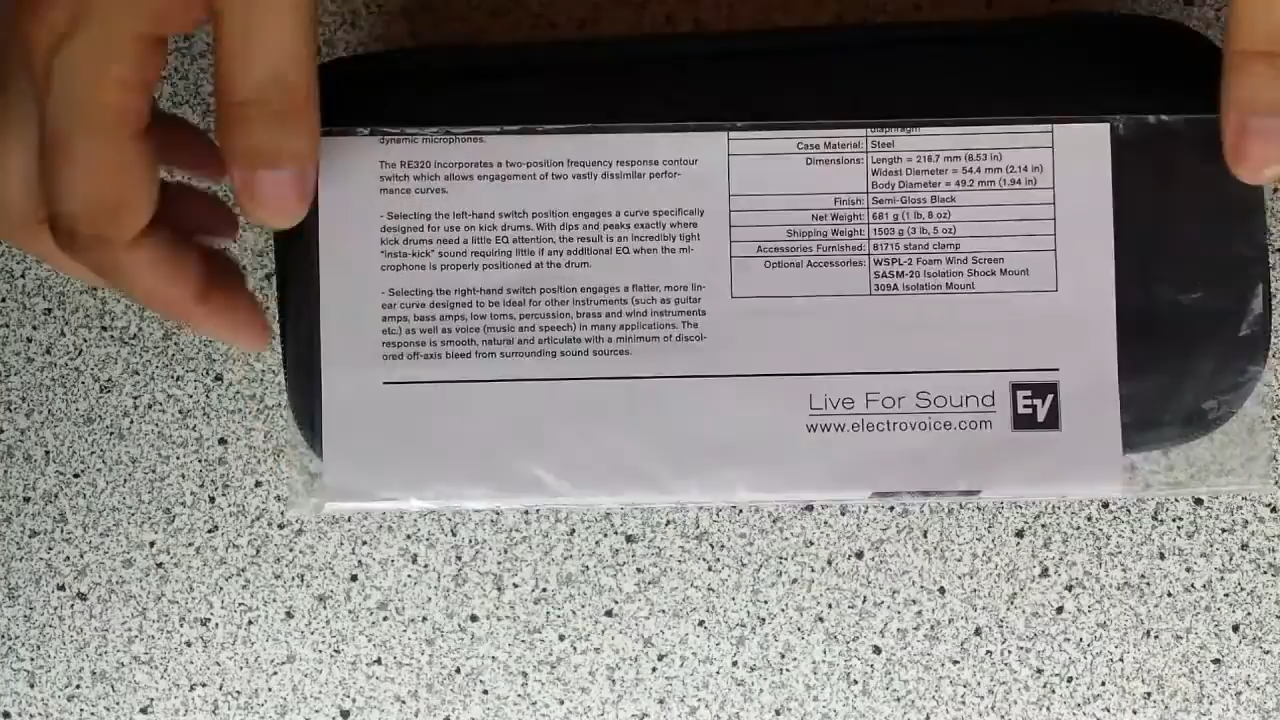 dynamic microphones.
The RE320 incorporates a two-position frequency response contour
switch which allows engagement of two vastly dissimilar perfor-
mance curves.
- Selecting the left-hand switch position engages a curve specifically
designed for use on kick drums. With dips and peaks exactly where
kick drums need a little EQ attention, the result is an incredibly tight
"insta-kick" sound requiring little if any additional EQ when the mi-
crophone is properly positioned at the drum.
- Selecting the right-hand switch position engages a flatter, more lin-
ear curve designed to be ideal for other instruments (such as guitar
amps, bass amps, low toms, percussion, brass and wind instruments
etc.) as well as voice (music and speech) in many applications. The
response is smooth, natural and articulate with a minimum of discol-
ored off-axis bleed from surrounding sound sources.
diaphragm
Case Material: Steel
Dimensions: Length = 216.7 mm (8.53 in)
Widest Diameter = 54.4 mm (2.14 in)
Body Diameter = 49.2 mm (1.94 in)
Finish: Semi-Gloss Black
Net Weight: 681 g (1 lb, 8 oz)
Shipping Weight: 1503 g (3 lb, 5 oz)
Accessories Furnished: 81715 stand clamp
Optional Accessories: WSPL-2 Foam Wind Screen
SASM-20 Isolation Shock Mount
309A Isolation Mount
Live For Sound
www.electrovoice.com
EV